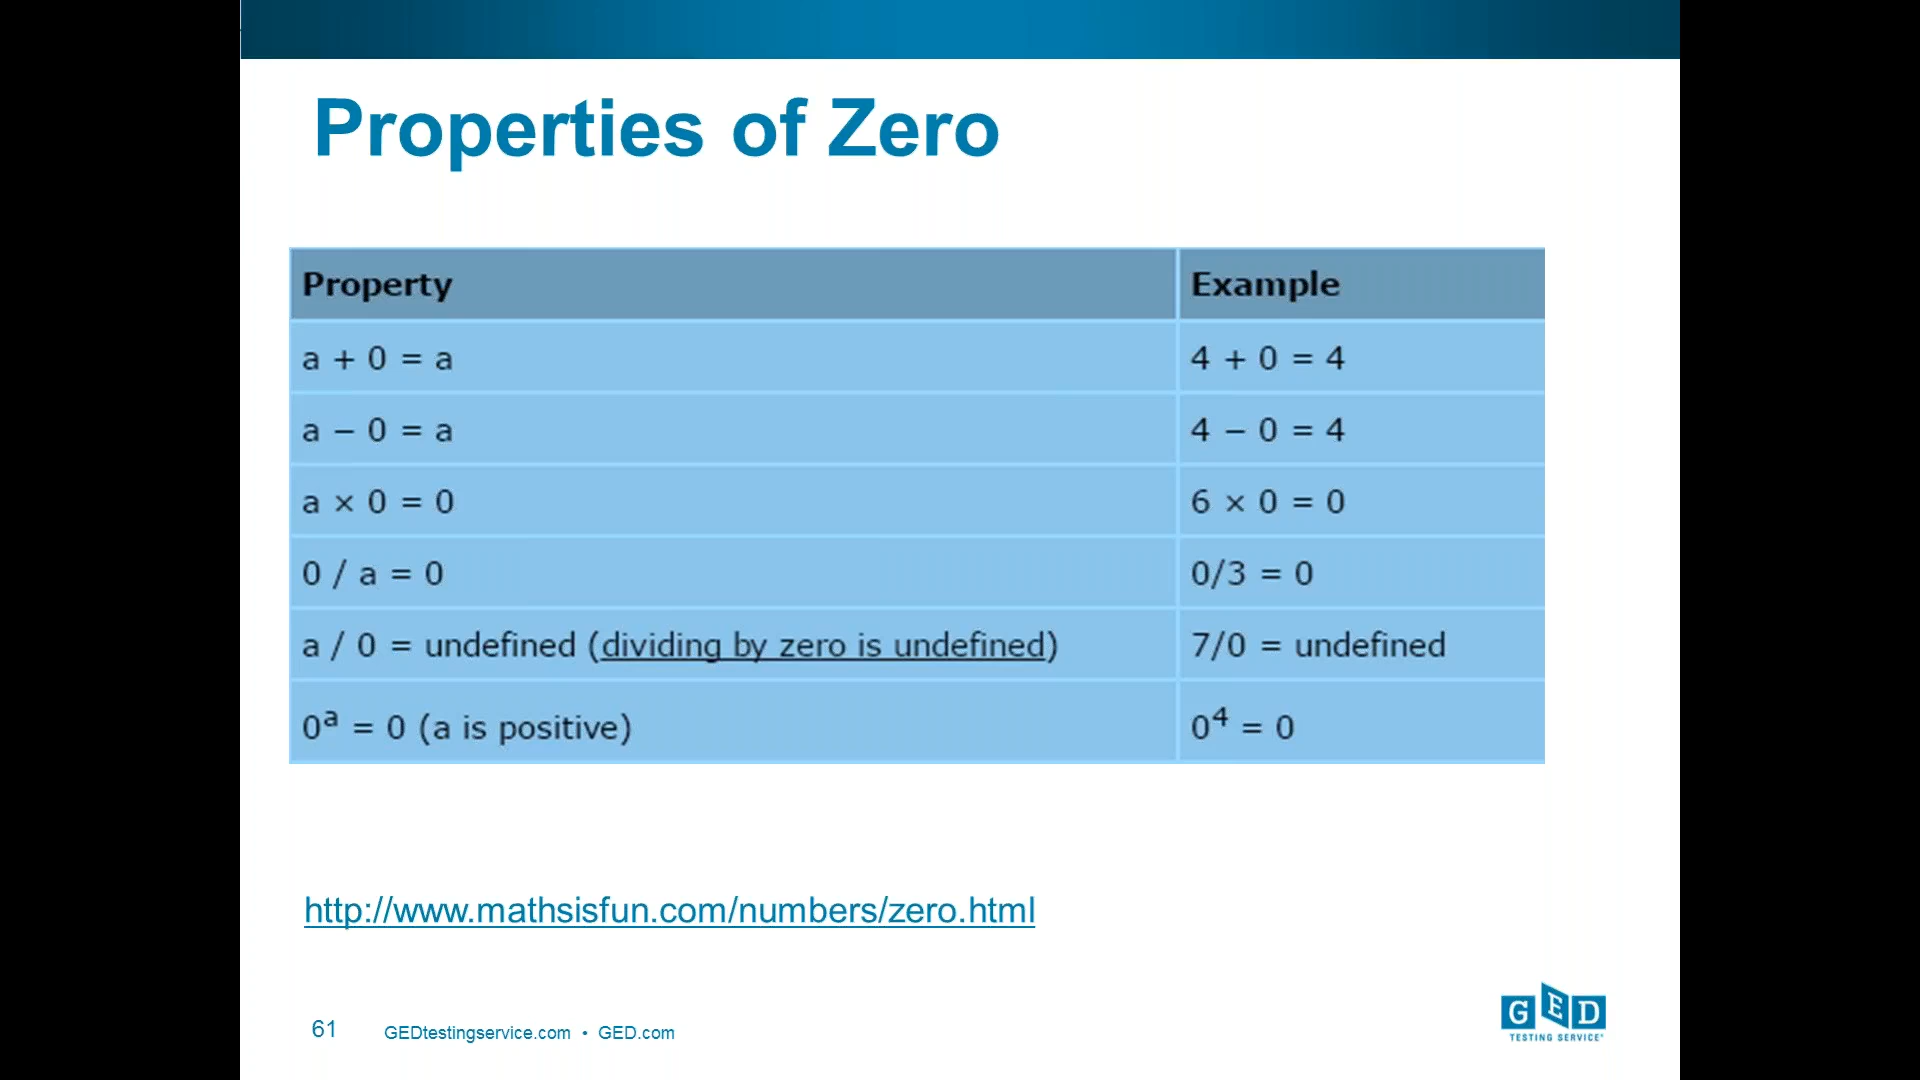 Properties of Zero
Property Example
a + 0 = a 4 + 0 = 4
a − 0 = a 4 − 0 = 4
a × 0 = 0 6 × 0 = 0
0 / a = 0 0/3 = 0
a / 0 = undefined (dividing by zero is undefined) 7/0 = undefined
0ᵃ = 0 (a is positive) 0⁴ = 0
http://www.mathsisfun.com/numbers/zero.html
GED
TESTING SERVICE®
61 GEDtestingservice.com • GED.com